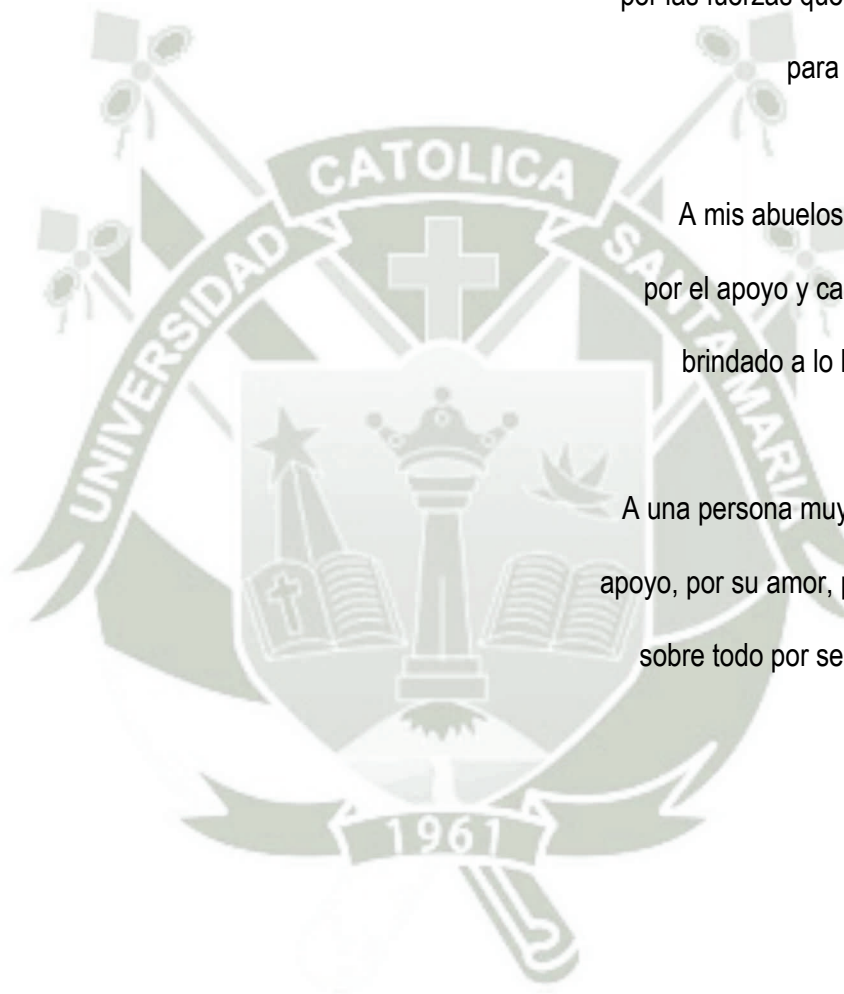 por las fuerzas que
para
A mis abuelos
por el apoyo y ca
brindado a lo
A una persona muy
apoyo, por su amor,
sobre todo por se
UNIVERSIDAD CATOLICA SANTA MARIA
1961